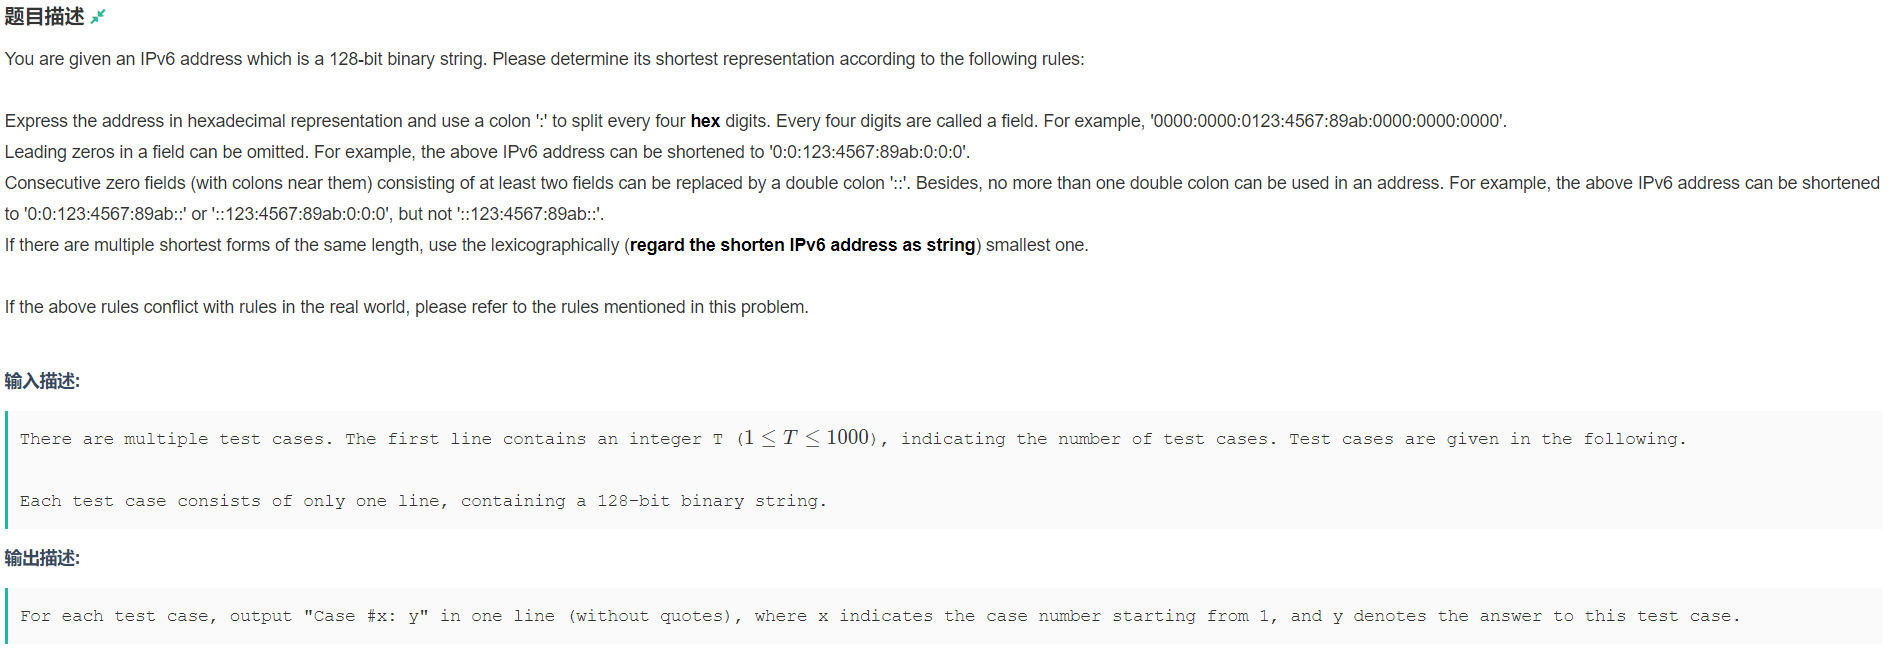 题目描述
You are given an IPv6 address which is a 128-bit binary string. Please determine its shortest representation according to the following rules:
Express the address in hexadecimal representation and use a colon ':' to split every four hex digits. Every four digits are called a field. For example, '0000:0000:0123:4567:89ab:0000:0000:0000'.
Leading zeros in a field can be omitted. For example, the above IPv6 address can be shortened to '0:0:123:4567:89ab:0:0:0'.
Consecutive zero fields (with colons near them) consisting of at least two fields can be replaced by a double colon '::'. Besides, no more than one double colon can be used in an address. For example, the above IPv6 address can be shortened
to '0:0:123:4567:89ab::' or '::123:4567:89ab:0:0:0', but not '::123:4567:89ab::'.
If there are multiple shortest forms of the same length, use the lexicographically (regard the shorten IPv6 address as string) smallest one.
If the above rules conflict with rules in the real world, please refer to the rules mentioned in this problem.
输入描述:
There are multiple test cases. The first line contains an integer T (1 ≤ T ≤ 1000), indicating the number of test cases. Test cases are given in the following.
Each test case consists of only one line, containing a 128-bit binary string.
输出描述:
For each test case, output "Case #x: y" in one line (without quotes), where x indicates the case number starting from 1, and y denotes the answer to this test case.